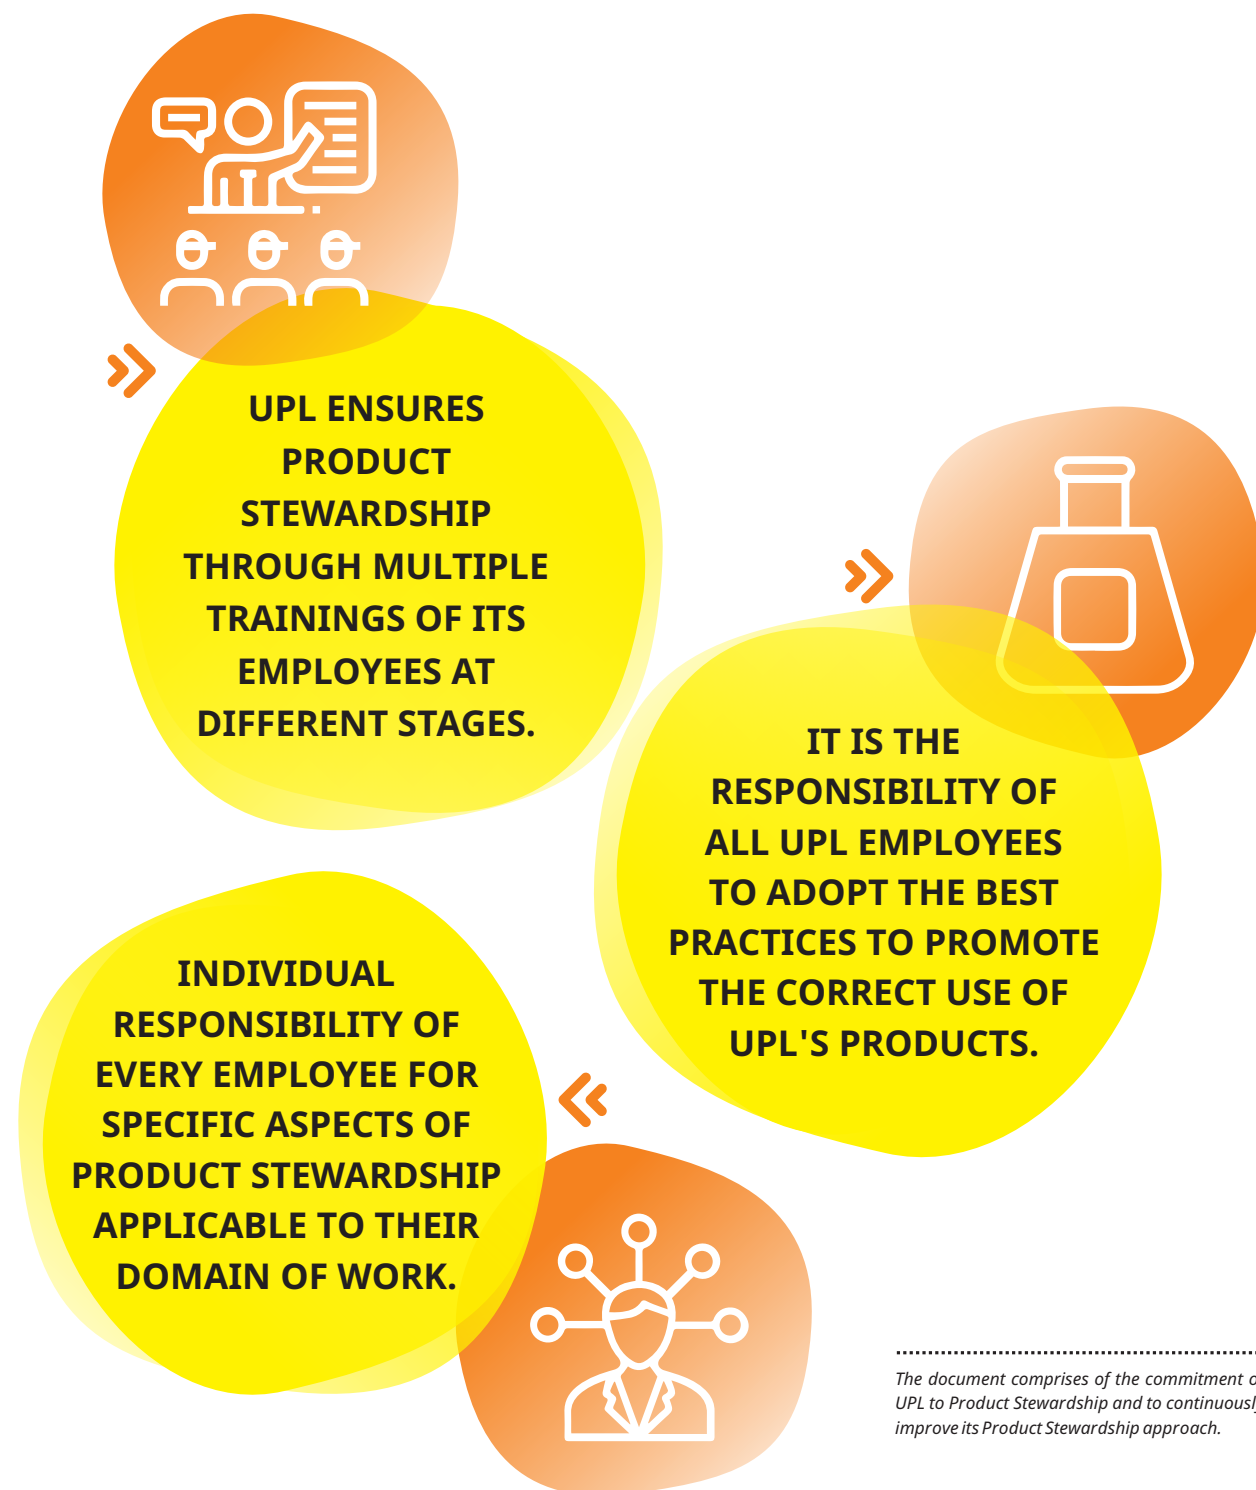 UPL ENSURES
PRODUCT
STEWARDSHIP
THROUGH MULTIPLE
TRAININGS OF ITS
EMPLOYEES AT
DIFFERENT STAGES.
IT IS THE
RESPONSIBILITY OF
ALL UPL EMPLOYEES
TO ADOPT THE BEST
PRACTICES TO PROMOTE
THE CORRECT USE OF
UPL'S PRODUCTS.
INDIVIDUAL
RESPONSIBILITY OF
EVERY EMPLOYEE FOR
SPECIFIC ASPECTS OF
PRODUCT STEWARDSHIP
APPLICABLE TO THEIR
DOMAIN OF WORK.
The document comprises of the commitment
UPL to Product Stewardship and to continuously
improve its Product Stewardship approach.